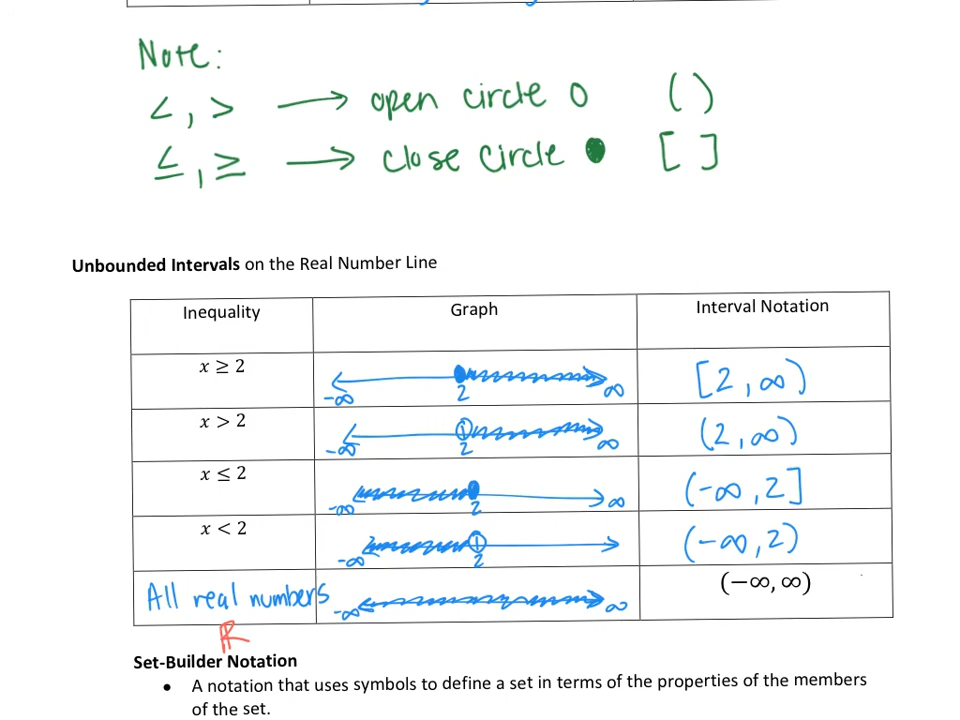 Note:
<, > → open circle ○ ( )
≤, ≥ → close circle ● [ ]
Unbounded Intervals on the Real Number Line
Inequality Graph Interval Notation
x ≥ 2 -∞ 2 ∞ [2, ∞)
x > 2 -∞ 2 ∞ (2, ∞)
x ≤ 2 -∞ 2 ∞ (-∞, 2]
x < 2 -∞ 2 (-∞, 2)
All real numbers -∞ ∞ (−∞, ∞)
ℝ
Set-Builder Notation
• A notation that uses symbols to define a set in terms of the properties of the members
of the set.